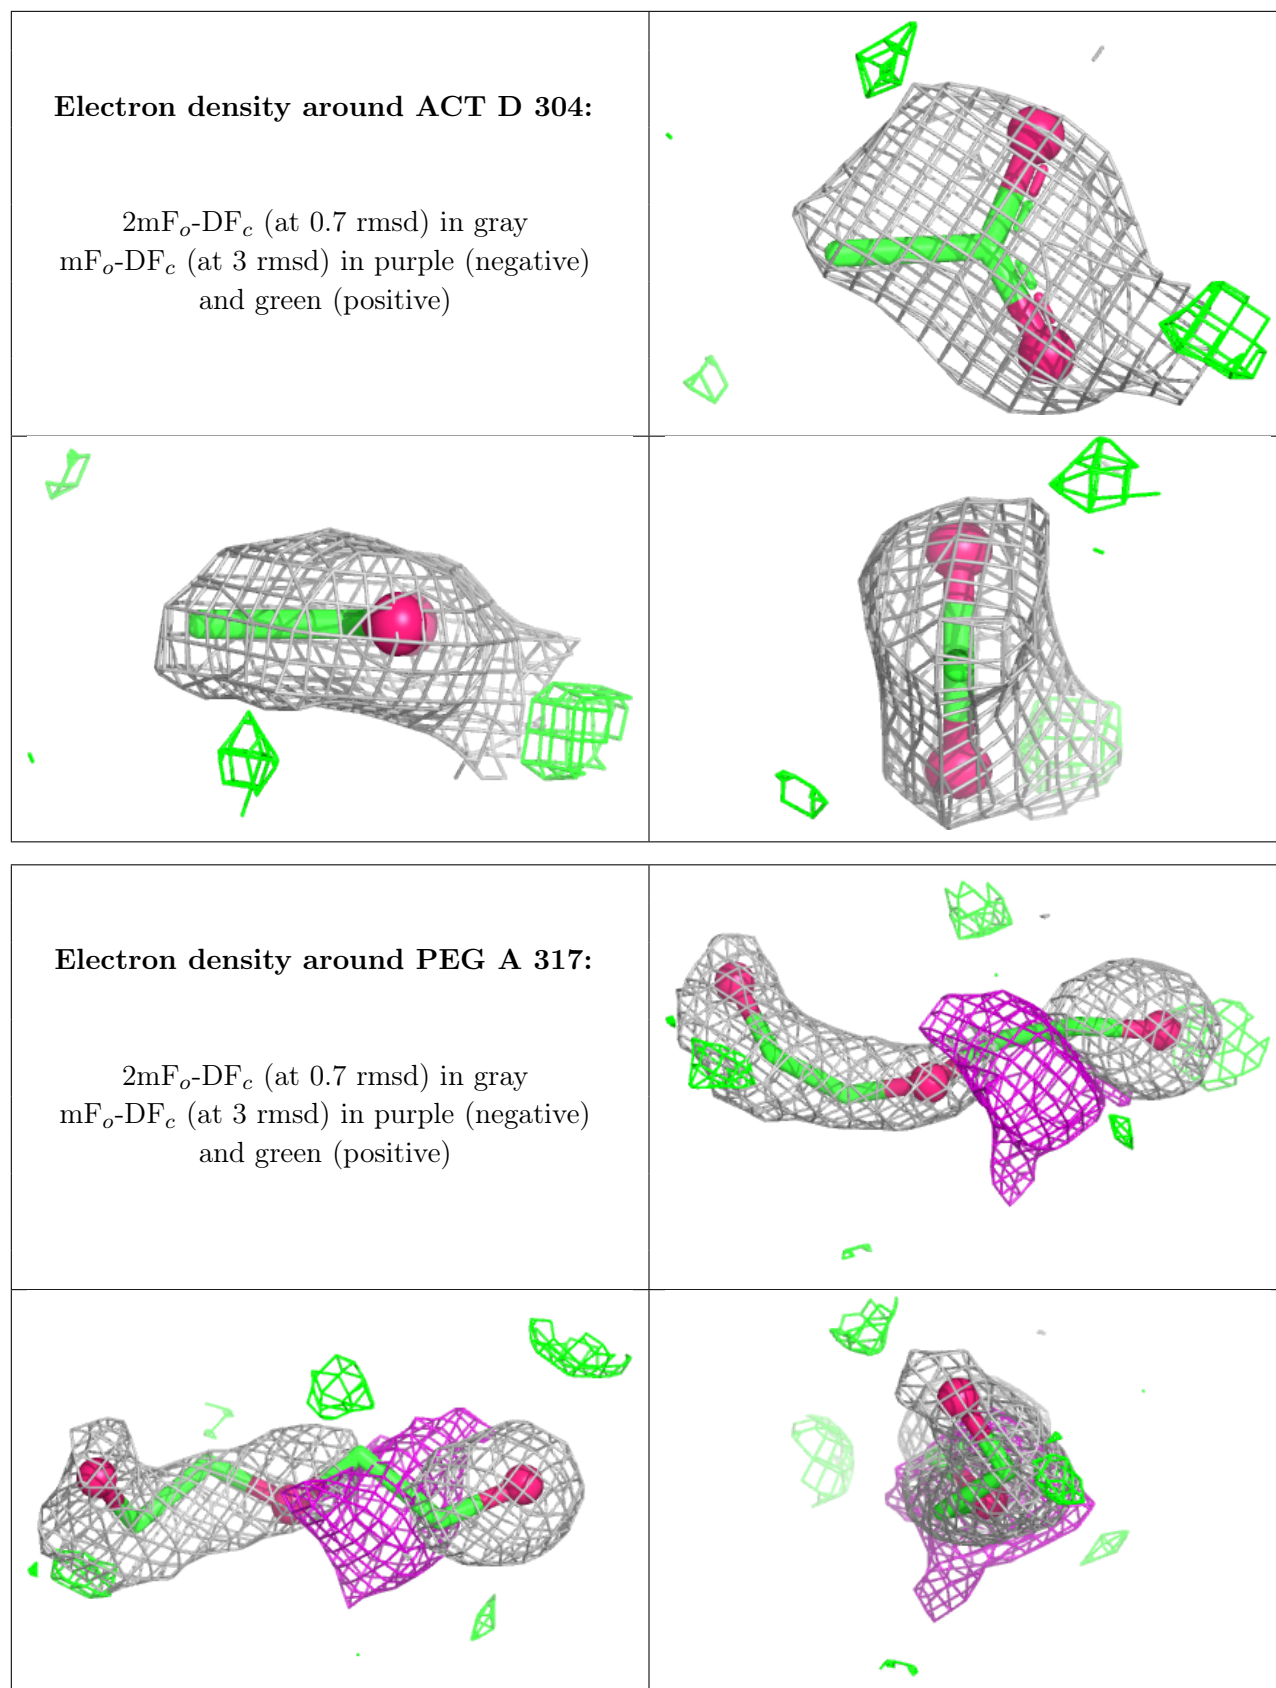 Electron density around ACT D 304:
2mFo-DFc (at 0.7 rmsd) in gray
mFo-DFc (at 3 rmsd) in purple (negative)
and green (positive)
Electron density around PEG A 317:
2mFo-DFc (at 0.7 rmsd) in gray
mFo-DFc (at 3 rmsd) in purple (negative)
and green (positive)